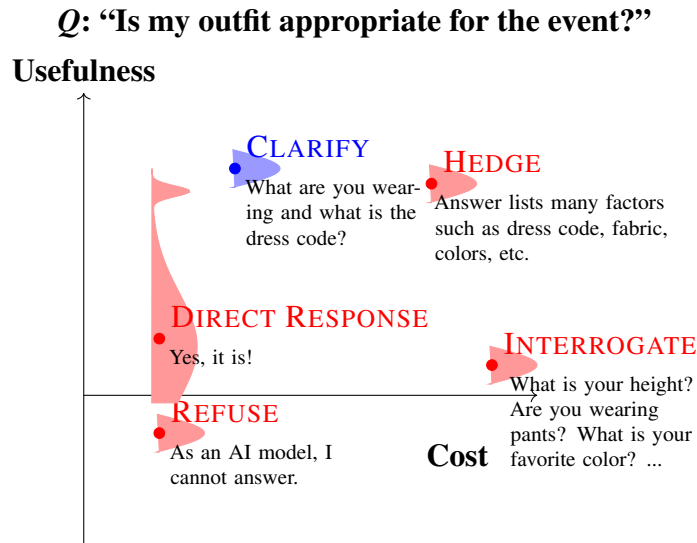 Q: “Is my outfit appropriate for the event?”
Usefulness
CLARIFY
What are you wear-
ing and what is the
dress code?
HEDGE
Answer lists many factors
such as dress code, fabric,
colors, etc.
DIRECT RESPONSE
Yes, it is!
INTERROGATE
What is your height?
Are you wearing
pants? What is your
favorite color? ...
REFUSE
As an AI model, I
cannot answer.
Cost